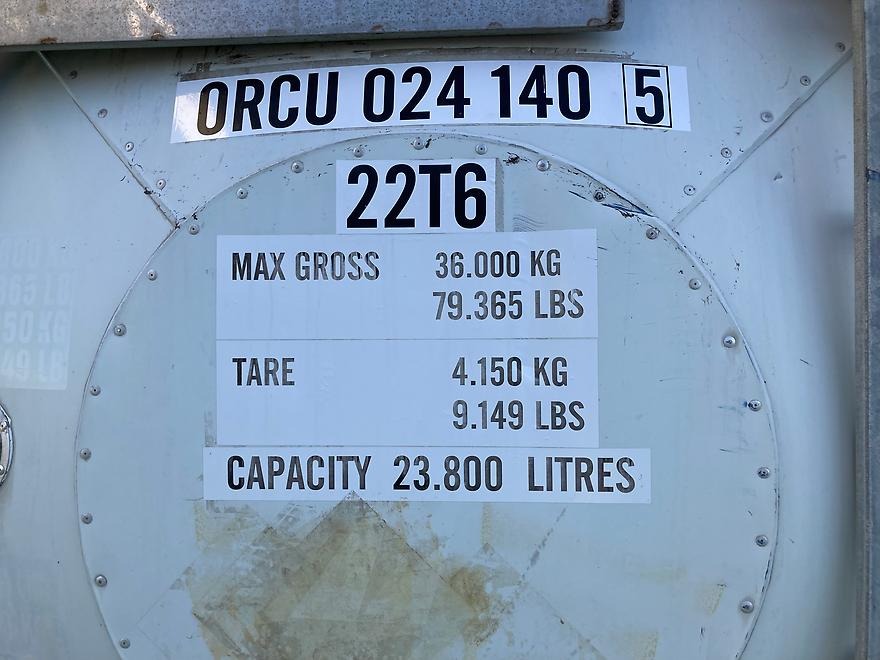 ORCU 024 140 5
22T6
MAX GROSS 36.000 KG
79.365 LBS
TARE 4.150 KG
9.149 LBS
CAPACITY 23.800 LITRES